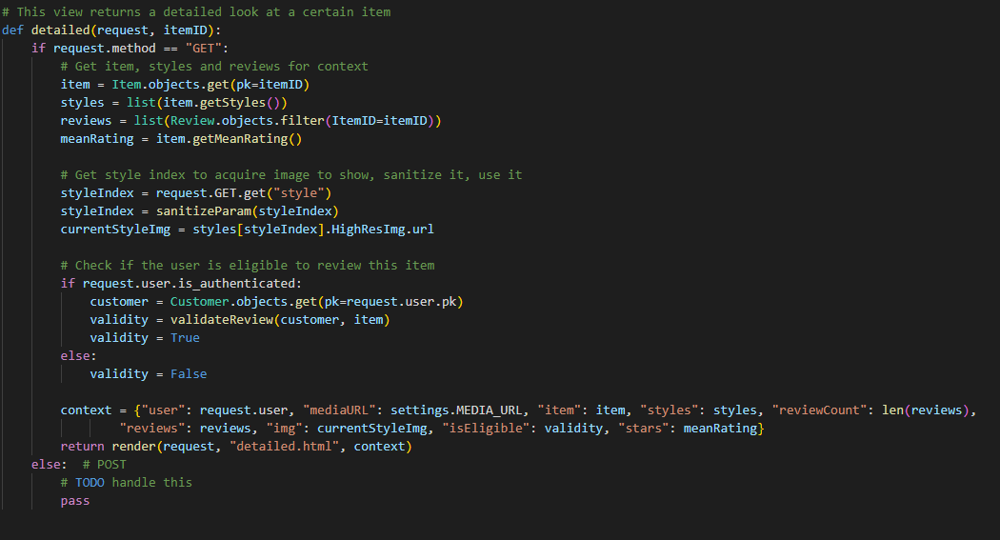 # This view returns a detailed look at a certain item
def detailed(request, itemID):
    if request.method == "GET":
        # Get item, styles and reviews for context
        item = Item.objects.get(pk=itemID)
        styles = list(item.getStyles())
        reviews = list(Review.objects.filter(ItemID=itemID))
        meanRating = item.getMeanRating()

        # Get style index to acquire image to show, sanitize it, use it
        styleIndex = request.GET.get("style")
        styleIndex = sanitizeParam(styleIndex)
        currentStyleImg = styles[styleIndex].HighResImg.url

        # Check if the user is eligible to review this item
        if request.user.is_authenticated:
            customer = Customer.objects.get(pk=request.user.pk)
            validity = validateReview(customer, item)
            validity = True
        else:
            validity = False

        context = {"user": request.user, "mediaURL": settings.MEDIA_URL, "item": item, "styles": styles, "reviewCount": len(reviews),
                "reviews": reviews, "img": currentStyleImg, "isEligible": validity, "stars": meanRating}
        return render(request, "detailed.html", context)
    else:  # POST
        # TODO handle this
        pass